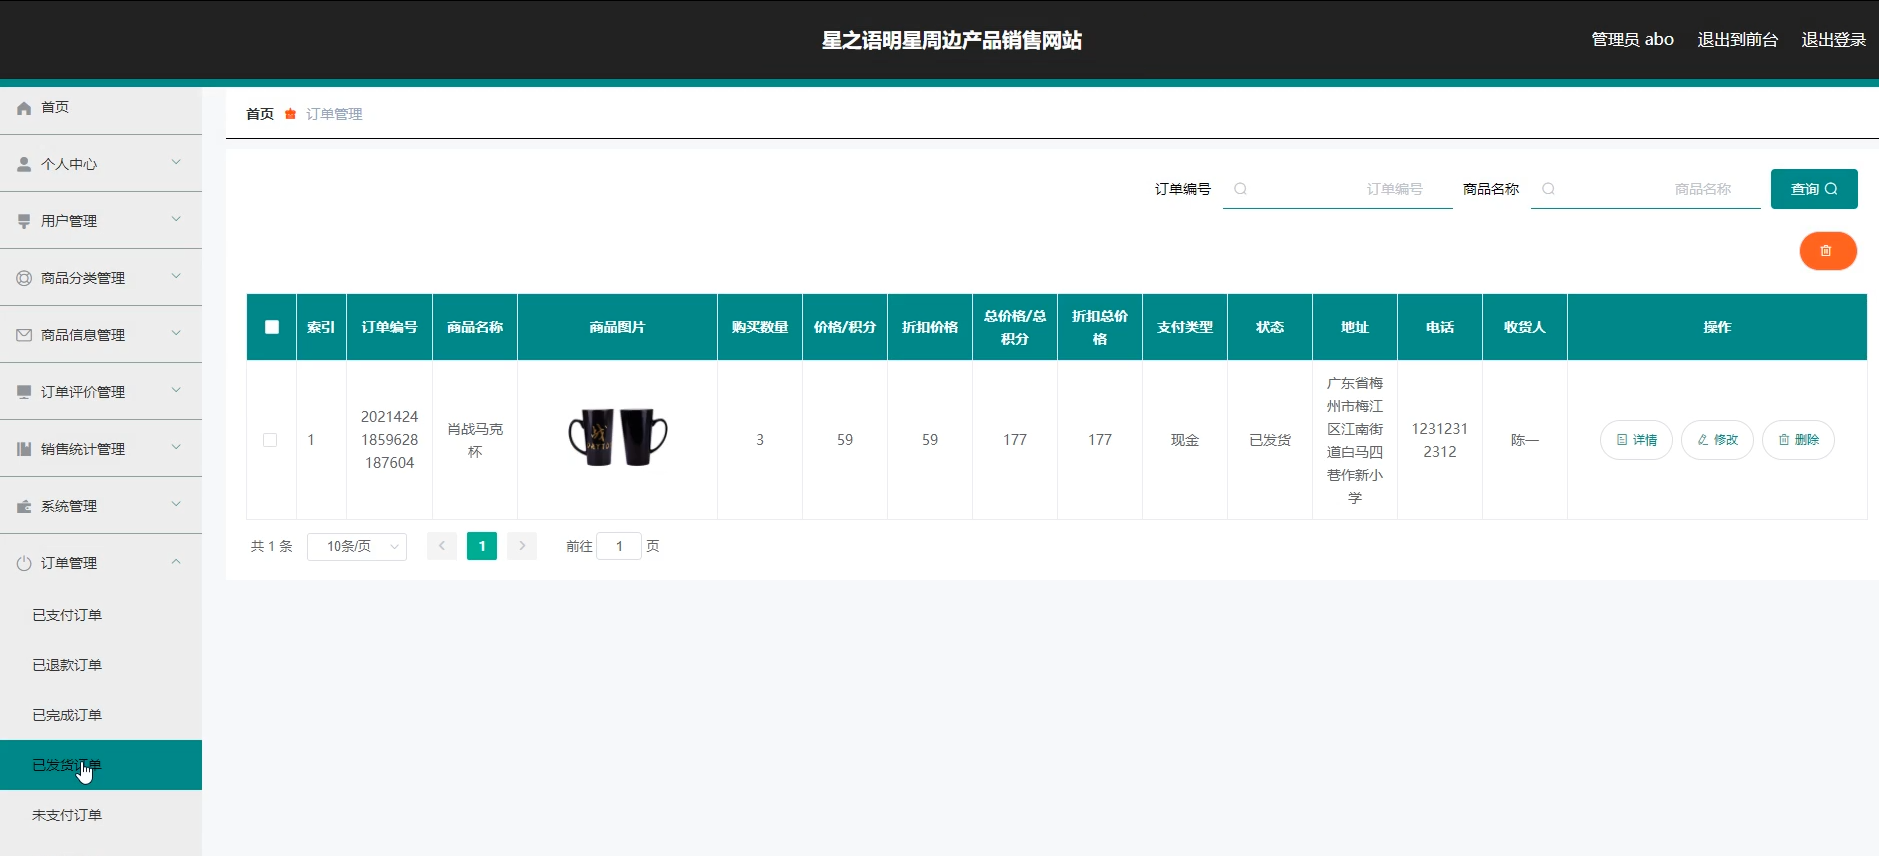 星之语明星周边产品销售网站
管理员 abo 退出到前台 退出登录
首页
个人中心
用户管理
商品分类管理
商品信息管理
订单评价管理
销售统计管理
系统管理
订单管理
已支付订单
已退款订单
已完成订单
已发货订单
未支付订单
首页 订单管理
订单编号 订单编号 商品名称 商品名称 查询
索引 订单编号 商品名称 商品图片 购买数量 价格/积分 折扣价格 总价格/总积分 折扣总价格 支付类型 状态 地址 电话 收货人 操作
1 20214241859628187604 肖战马克杯 3 59 59 177 177 现金 已发货 广东省梅州市梅江区江南街道白马四巷作新小学 12312312312 陈一 详情 修改 删除
共 1 条 10条/页 1 前往 1 页